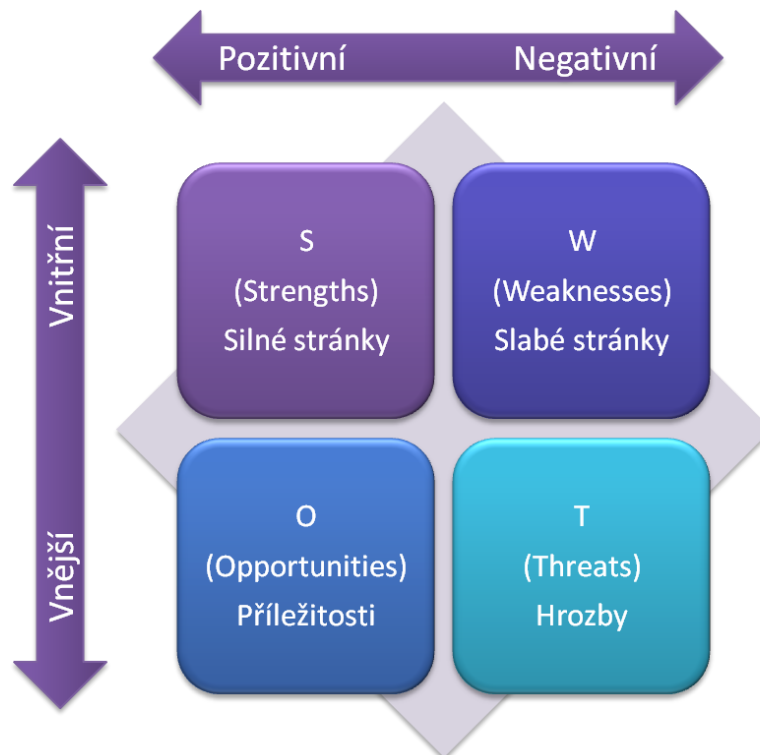 Pozitivní Negativní
Vnitřní
S
(Strengths)
Silné stránky
W
(Weaknesses)
Slabé stránky
Vnější
O
(Opportunities)
Příležitosti
T
(Threats)
Hrozby